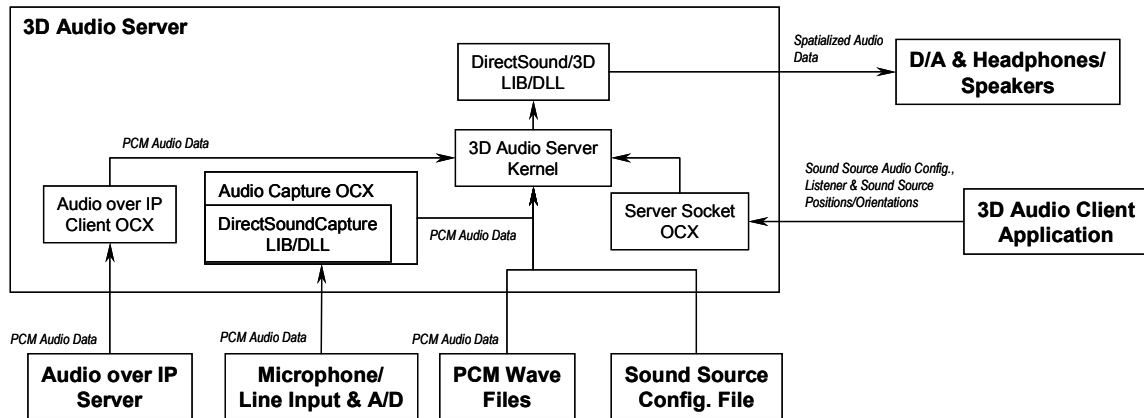 3D Audio Server
DirectSound/3D
LIB/DLL
Spatialized Audio
Data
D/A & Headphones/
Speakers
PCM Audio Data
3D Audio Server
Kernel
Audio over IP
Client OCX
Audio Capture OCX
DirectSoundCapture
LIB/DLL
PCM Audio Data
Server Socket
OCX
Sound Source Audio Config.,
Listener & Sound Source
Positions/Orientations
3D Audio Client
Application
PCM Audio Data
PCM Audio Data
PCM Audio Data
Audio over IP
Server
Microphone/
Line Input & A/D
PCM Wave
Files
Sound Source
Config. File